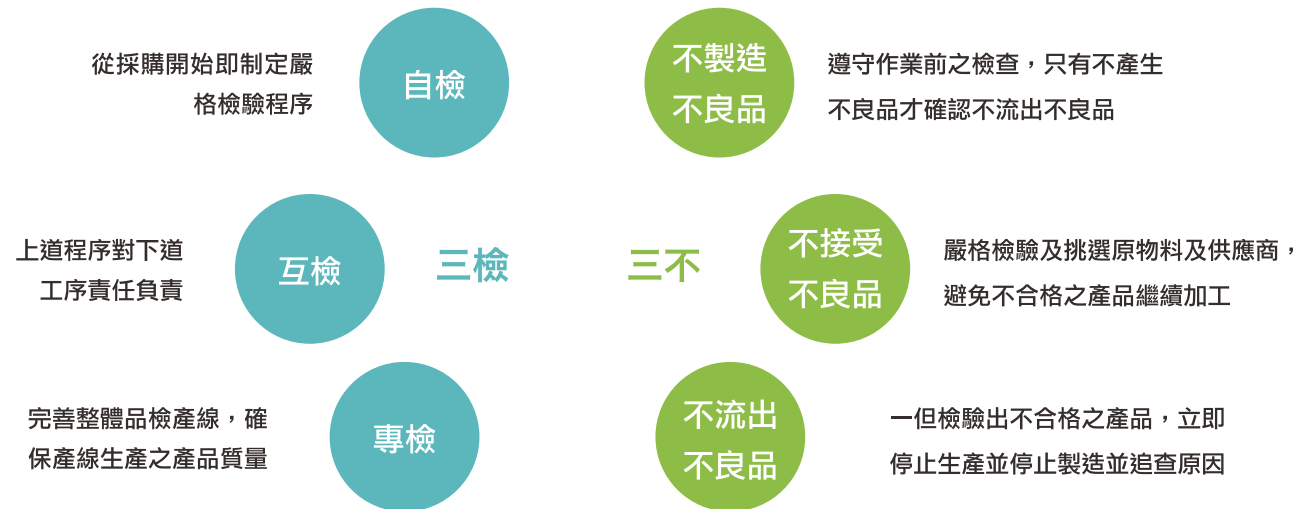 從採購開始即制定嚴
格檢驗程序
自檢
不製造
不良品
遵守作業前之檢查，只有不產生
不良品才確認不流出不良品
上道程序對下道
工序責任負責
互檢
三檢
三不
不接受
不良品
嚴格檢驗及挑選原物料及供應商，
避免不合格之產品繼續加工
完善整體品檢產線，確
保產線生產之產品質量
專檢
不流出
不良品
一但檢驗出不合格之產品，立即
停止生產並停止製造並追查原因